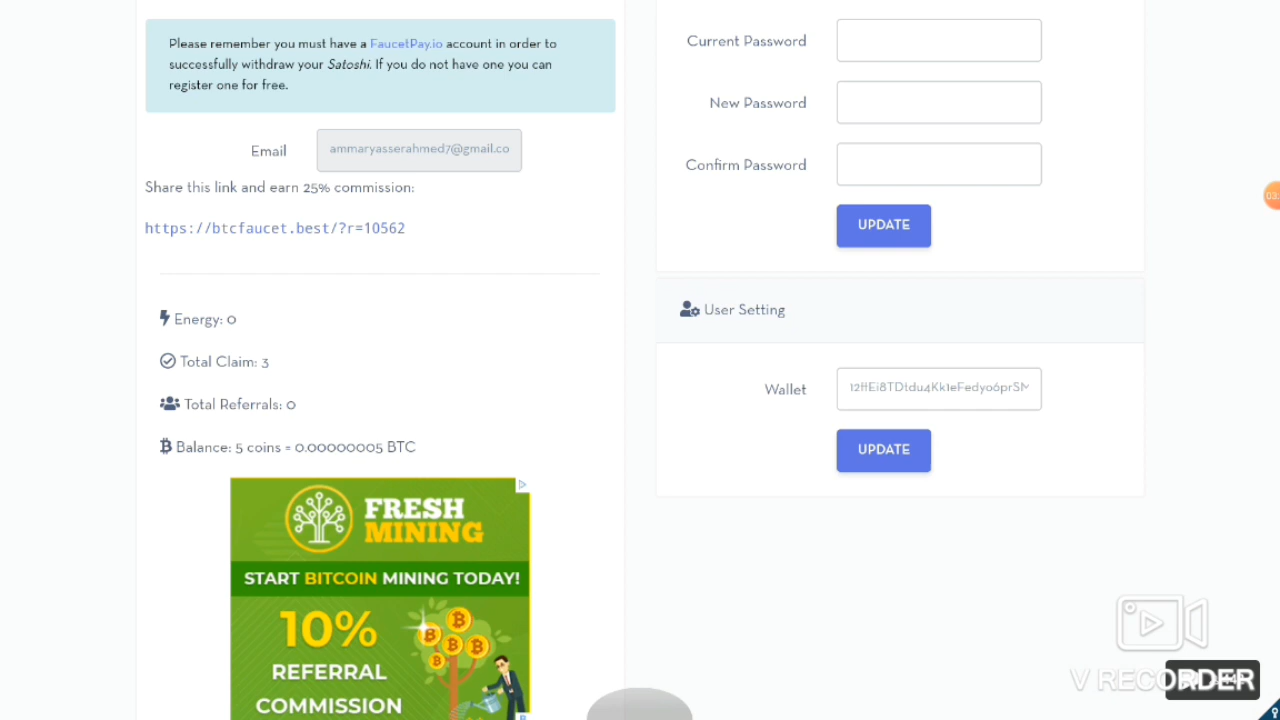 Please remember you must have a FaucetPay.io account in order to
successfully withdraw your Satoshi. If you do not have one you can
register one for free.
Email
ammaryasserahmed7@gmail.co
Share this link and earn 25% commission:
https://btcfaucet.best/?r=10562
Energy: 0
Total Claim: 3
Total Referrals: 0
Balance: 5 coins = 0.00000005 BTC
FRESH
MINING
START BITCOIN MINING TODAY!
10%
REFERRAL
COMMISSION
Current Password
New Password
Confirm Password
UPDATE
User Setting
Wallet
UPDATE
V RECORDER